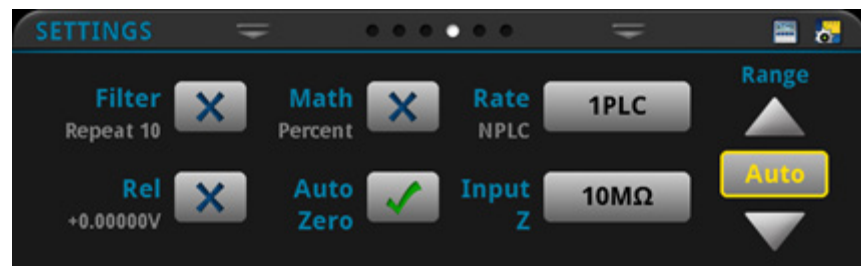 SETTINGS
Filter
Repeat 10
Math
Percent
Rate
NPLC
1PLC
Range
Rel
+0.00000V
Auto
Zero
Input
Z
10MΩ
Auto